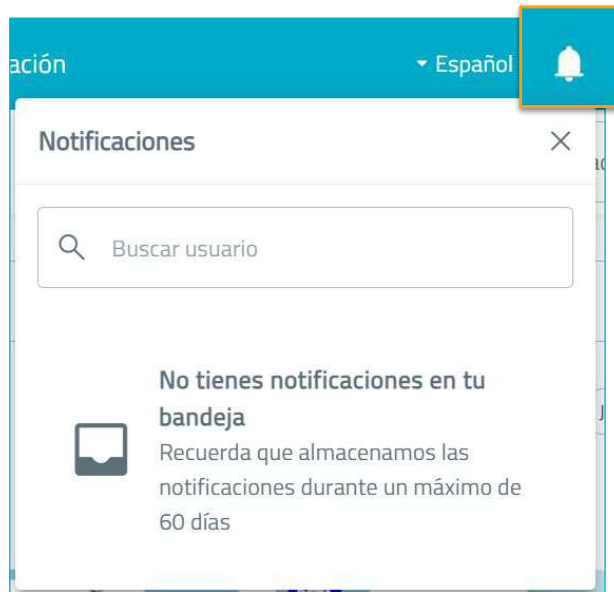 ación
Español
Notificaciones
Buscar usuario
No tienes notificaciones en tu
bandeja
Recuerda que almacenamos las
notificaciones durante un máximo de
60 días